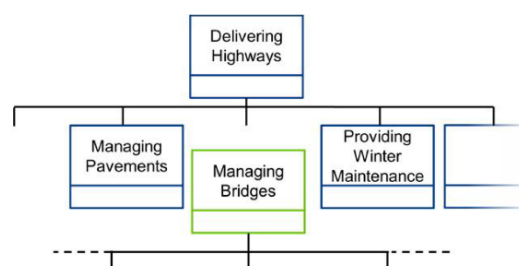 Delivering
Highways
Managing
Pavements
Managing
Bridges
Providing
Winter
Maintenance